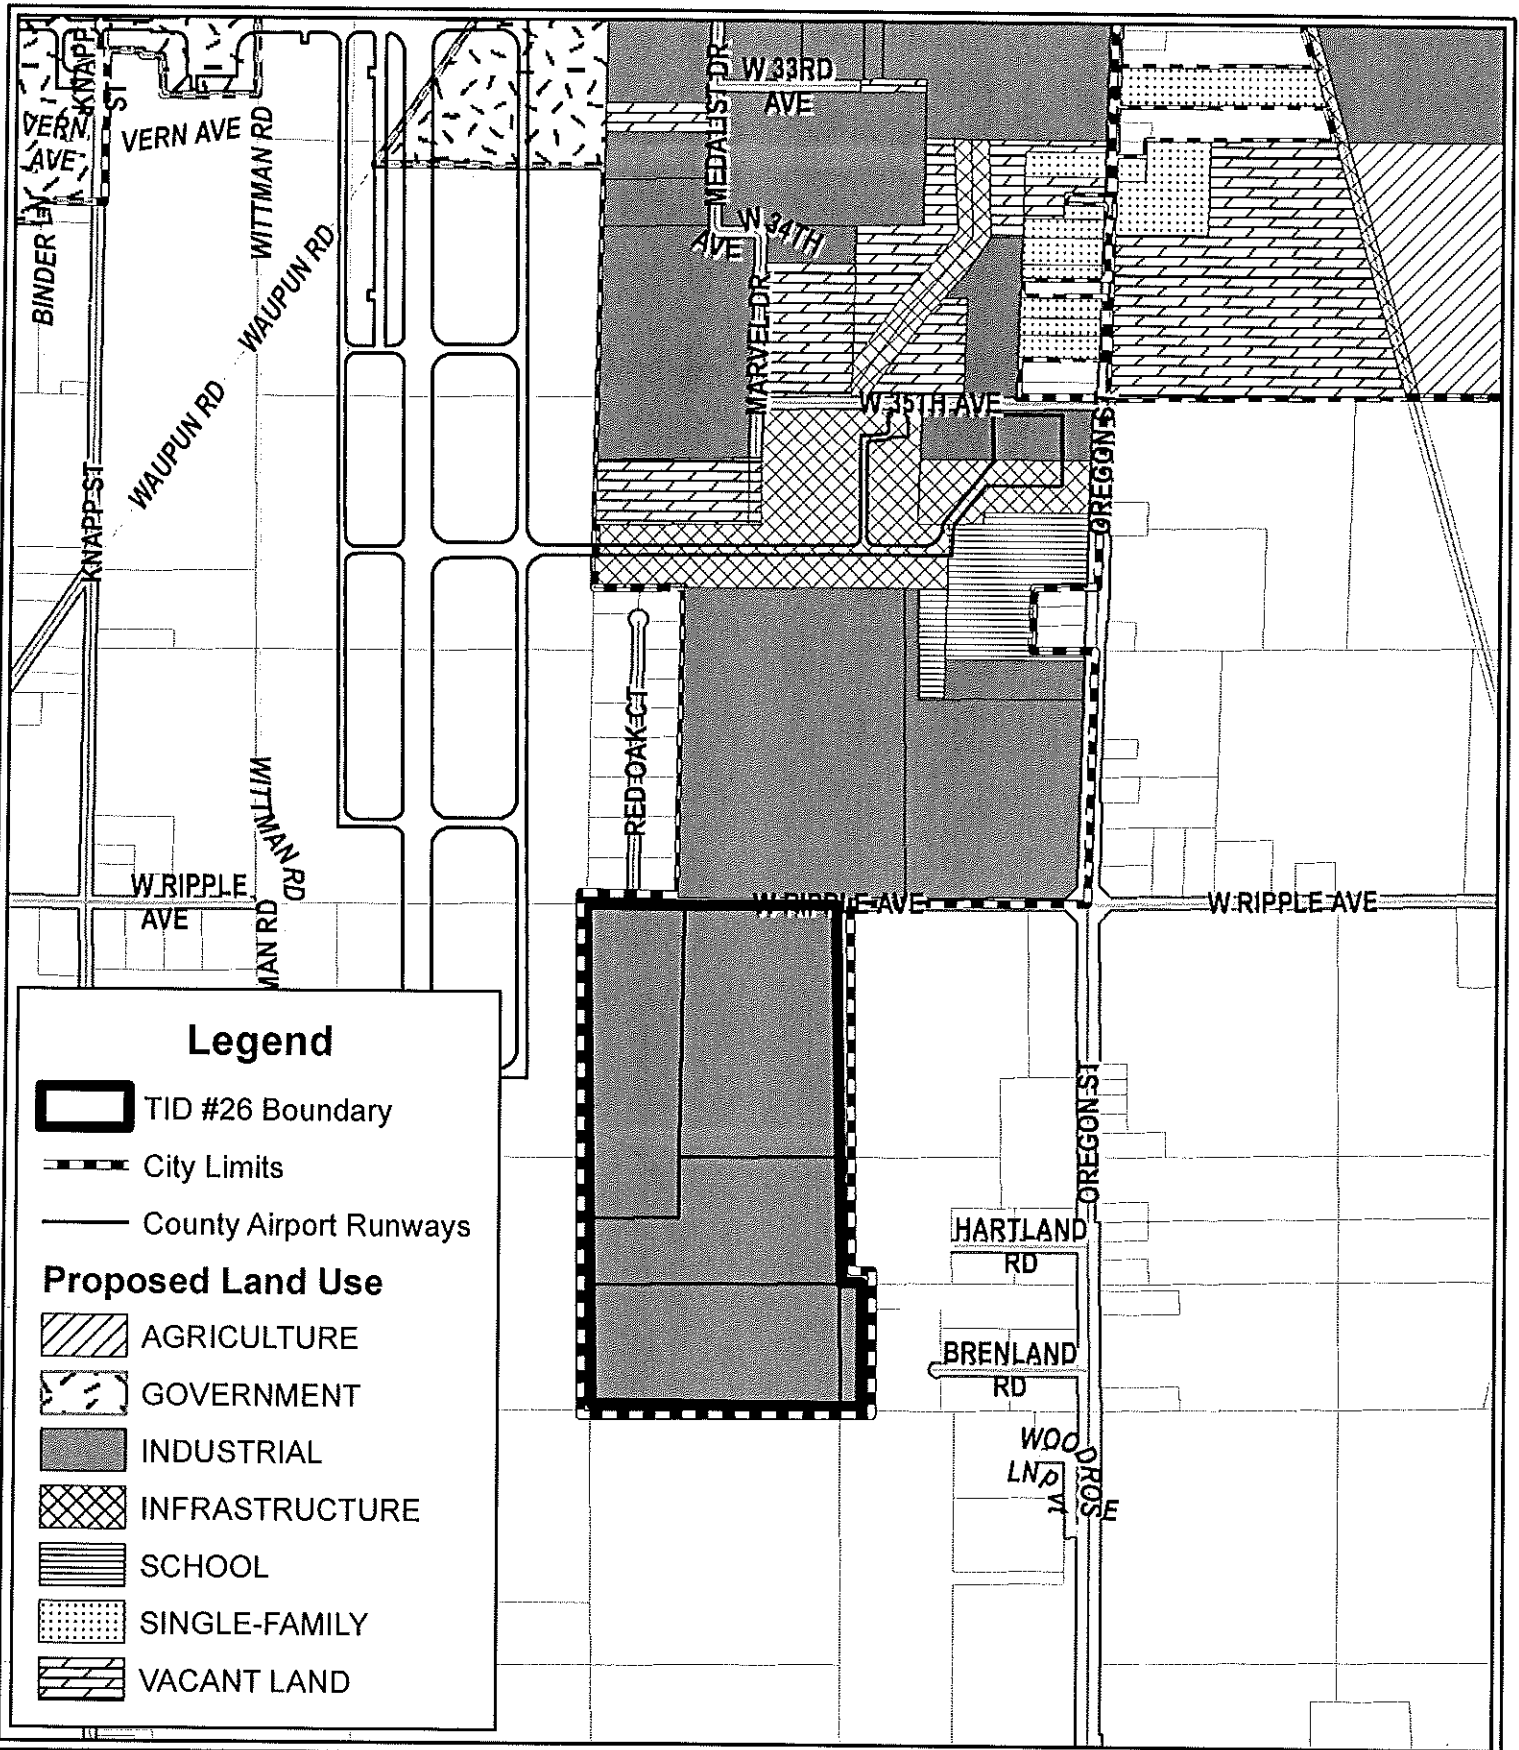 KNAPP
ST
VERN
AVE
VERN AVE
WITTMAN RD
BINDER LN
WAUPUN RD
WAUPUN RD
KNAPP ST
MEDALIST DR
W 33RD
AVE
W 34TH
AVE
MARVEL DR
W 35TH AVE
OREGON ST
RED OAK CT
WITTMAN RD
W RIPPLE
AVE
MAN RD
W RIPPLE AVE
W RIPPLE AVE
OREGON ST
HARTLAND
RD
BRENLAND
RD
WOODROSE
LN pvt
Legend
TID #26 Boundary
City Limits
County Airport Runways
Proposed Land Use
AGRICULTURE
GOVERNMENT
INDUSTRIAL
INFRASTRUCTURE
SCHOOL
SINGLE-FAMILY
VACANT LAND